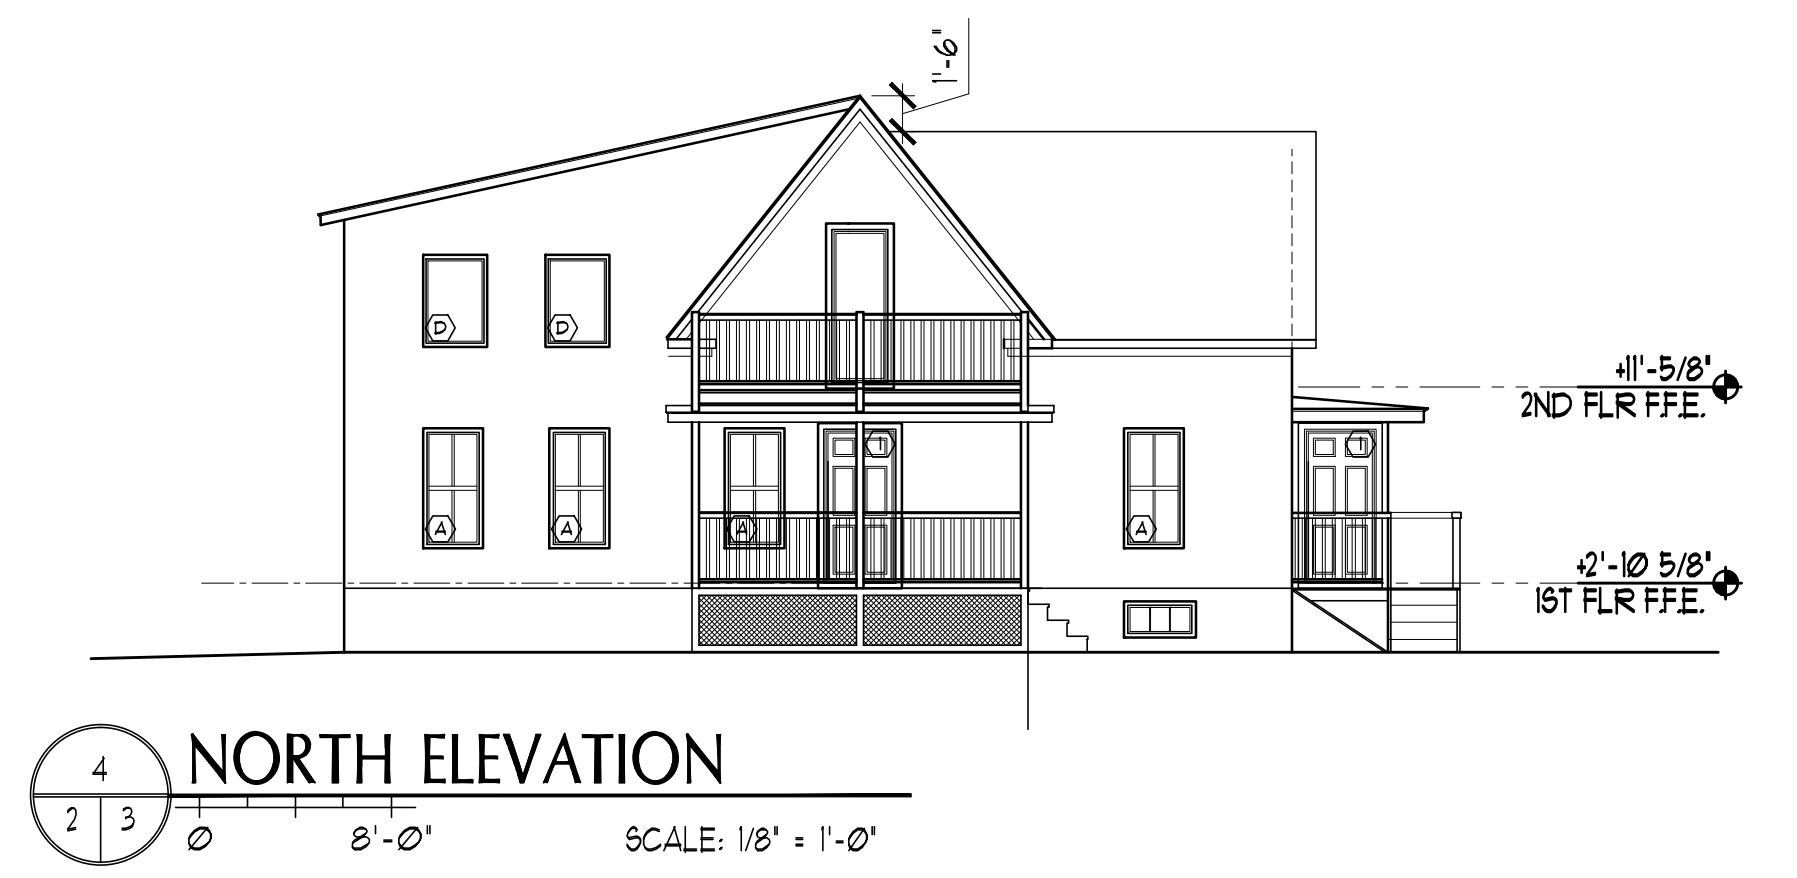 1'-6"
+11'-5/8"
2ND FLR F.F.E.
D
D
1
1
A
A
A
A
+2'-10 5/8"
1ST FLR F.F.E.
4
2
3
NORTH ELEVATION
0
8'-0"
SCALE: 1/8" = 1'-0"